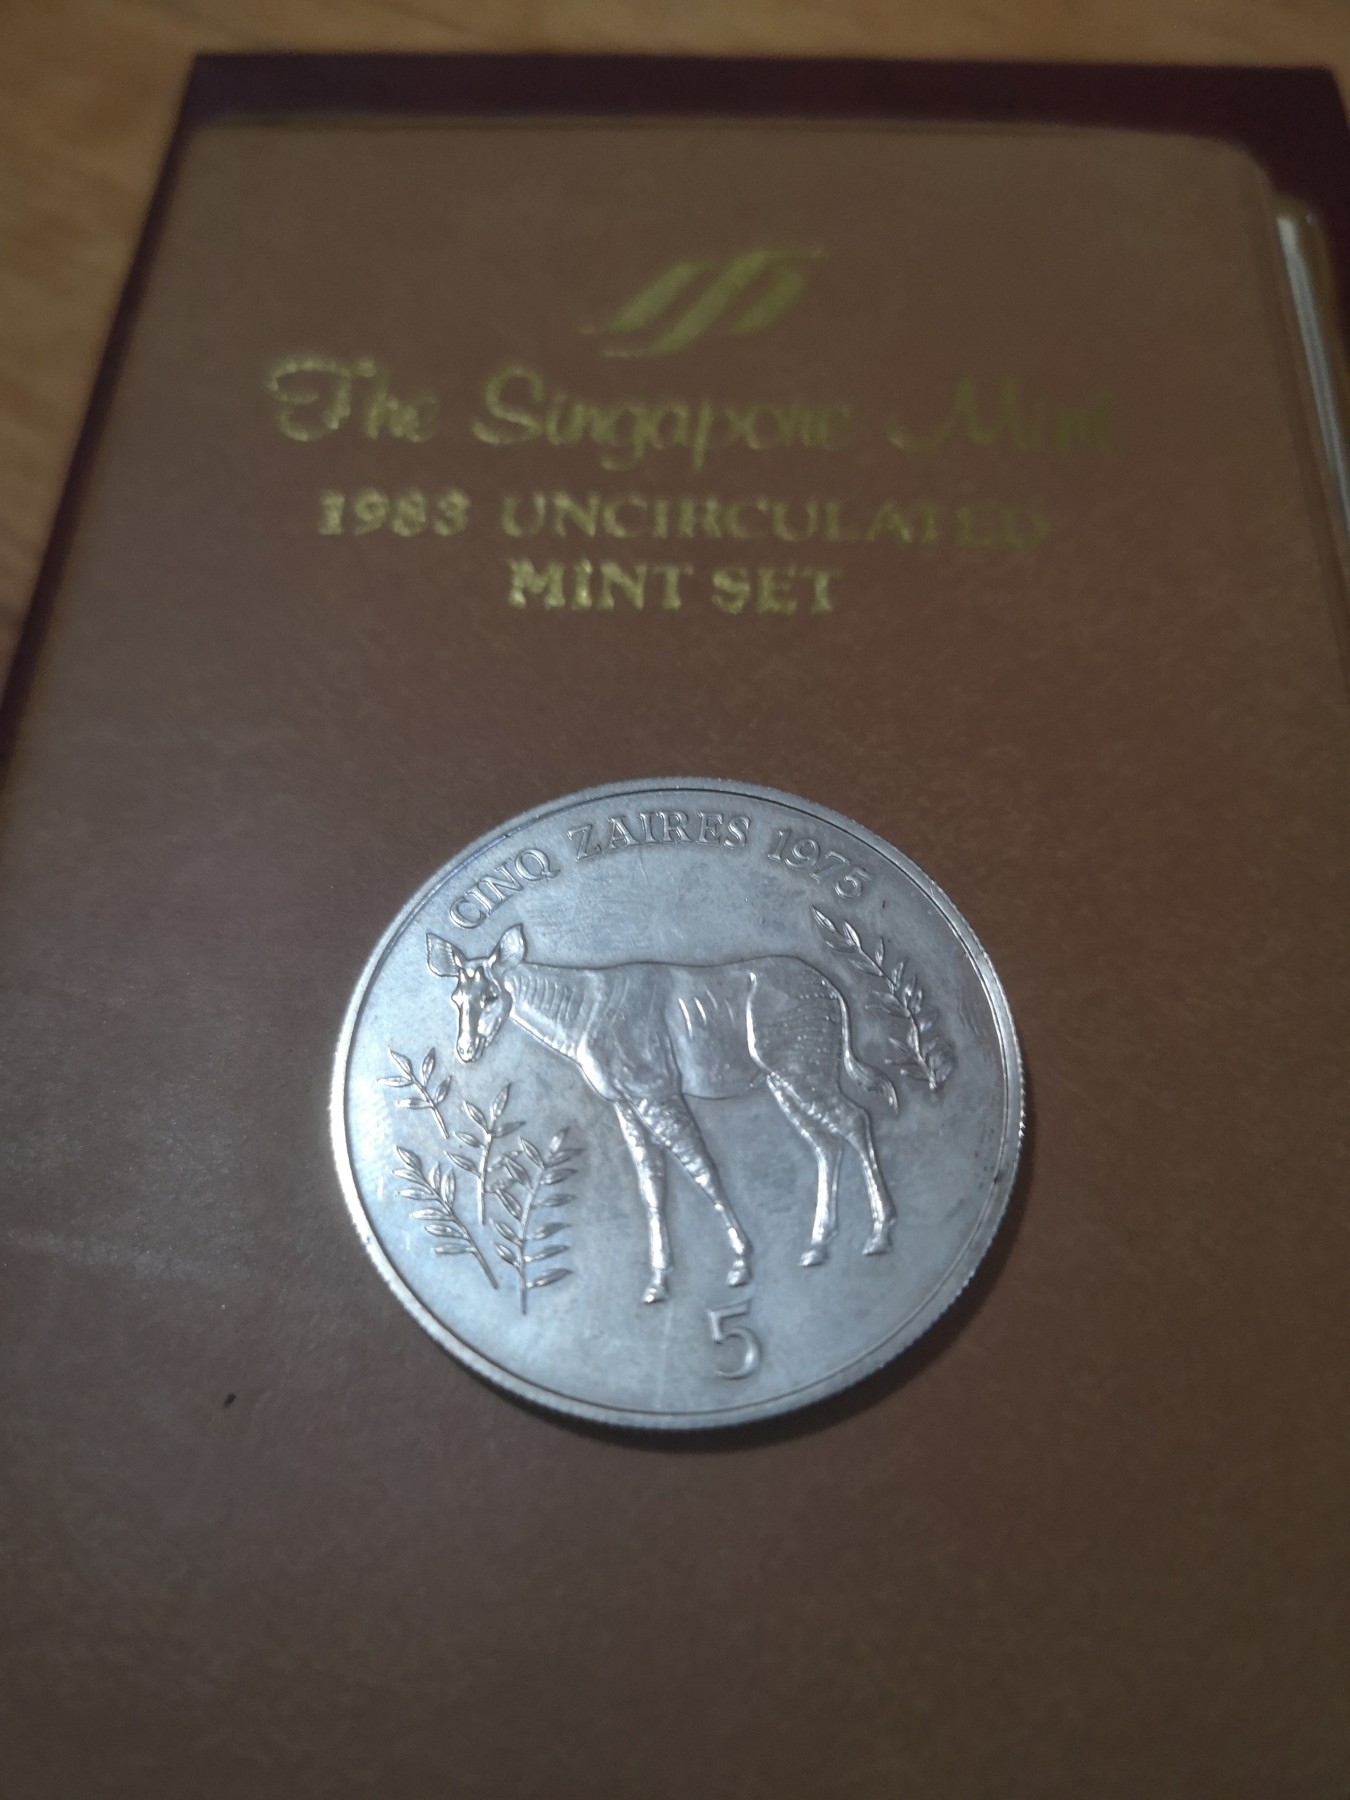 The Singapore Mint
1983 UNCIRCULATED
MINT SET
CINQ ZAIRES 1975
5